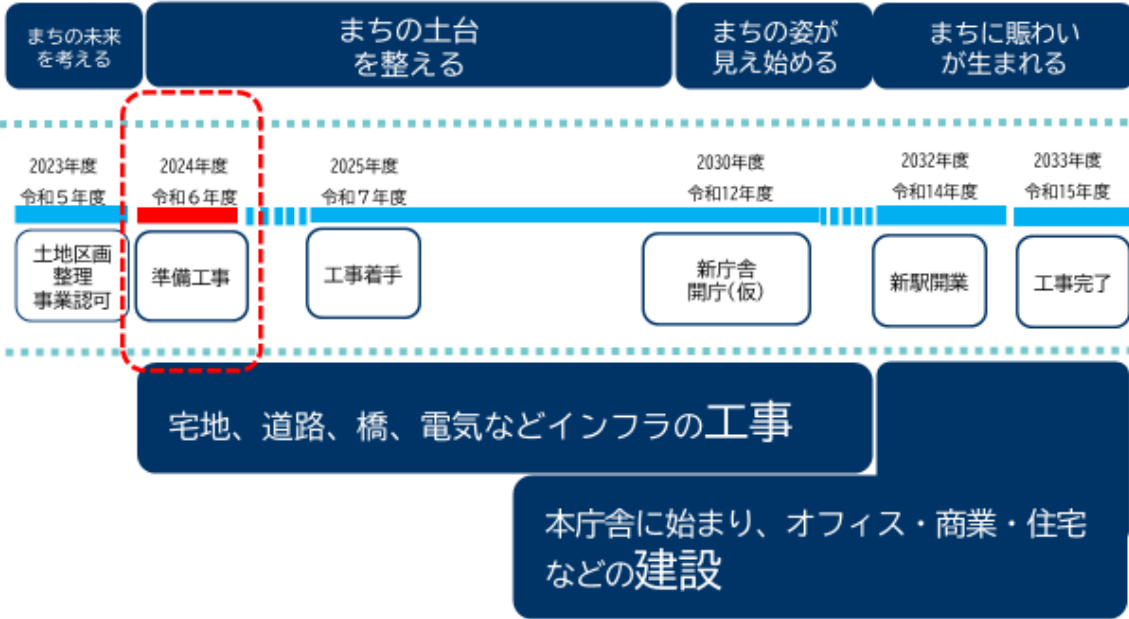 まちの未来
を考える
まちの土台
を整える
まちの姿が
見え始める
まちに賑わい
が生まれる
2023年度
令和5年度
2024年度
令和6年度
2025年度
令和7年度
2030年度
令和12年度
2032年度
令和14年度
2033年度
令和15年度
土地区画
整理
事業認可
準備工事
工事着手
新庁舎
開庁(仮)
新駅開業
工事完了
宅地、道路、橋、電気などインフラの工事
本庁舎に始まり、オフィス・商業・住宅
などの建設